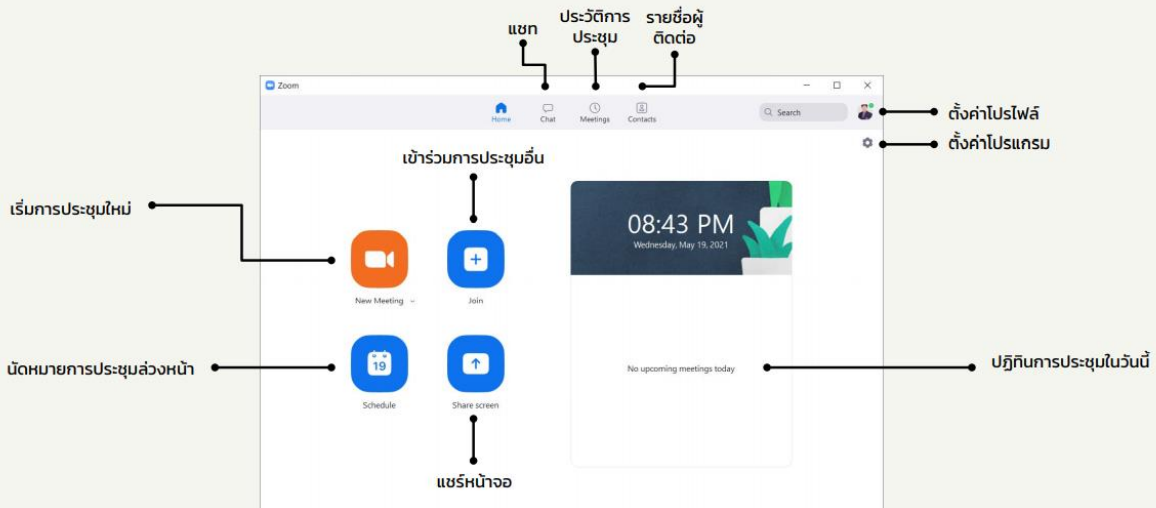 แชท
ประวัติการ
ประชุม
รายชื่อผู้
ติดต่อ
Zoom
Home
Chat
Meetings
Contacts
Search
ตั้งค่าโปรไฟล์
ตั้งค่าโปรแกรม
เข้าร่วมการประชุมอื่น
เริ่มการประชุมใหม่
08:43 PM
Wednesday, May 19, 2021
New Meeting
Join
นัดหมายการประชุมล่วงหน้า
19
No upcoming meetings today
ปฏิทินการประชุมในวันนี้
Schedule
Share screen
แชร์หน้าจอ